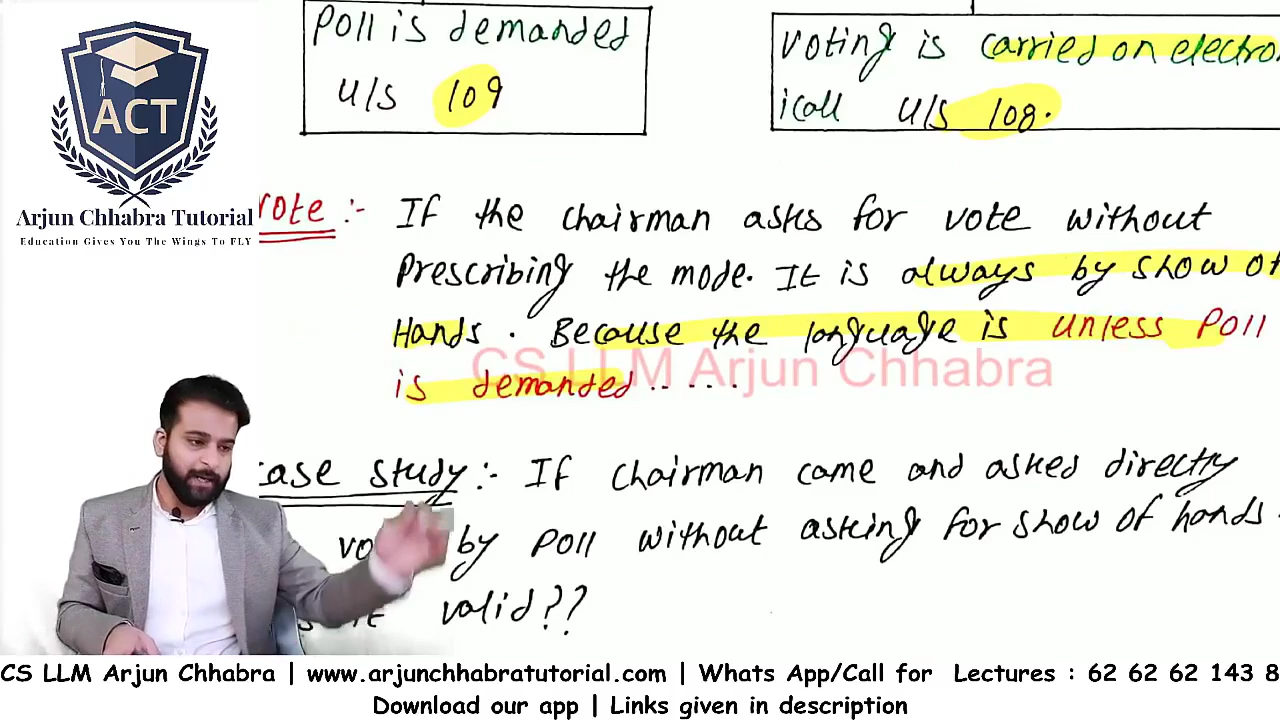 Poll is demanded
u/s 109
voting is carried on electro
icall u/s 108.
ACT
Arjun Chhabra Tutorial
Education Gives You The Wings To FLY
vote :- If the chairman asks for vote without
Prescribing the mode. It is always by show of
Hands. Because the language is unless Poll
is demanded.....
CS LLM Arjun Chhabra
case study :- If chairman came and asked directly
by poll without asking for show of hands.
valid??
CS LLM Arjun Chhabra | www.arjunchhabratutorial.com | Whats App/Call for Lectures : 62 62 62 143 8
Download our app | Links given in description